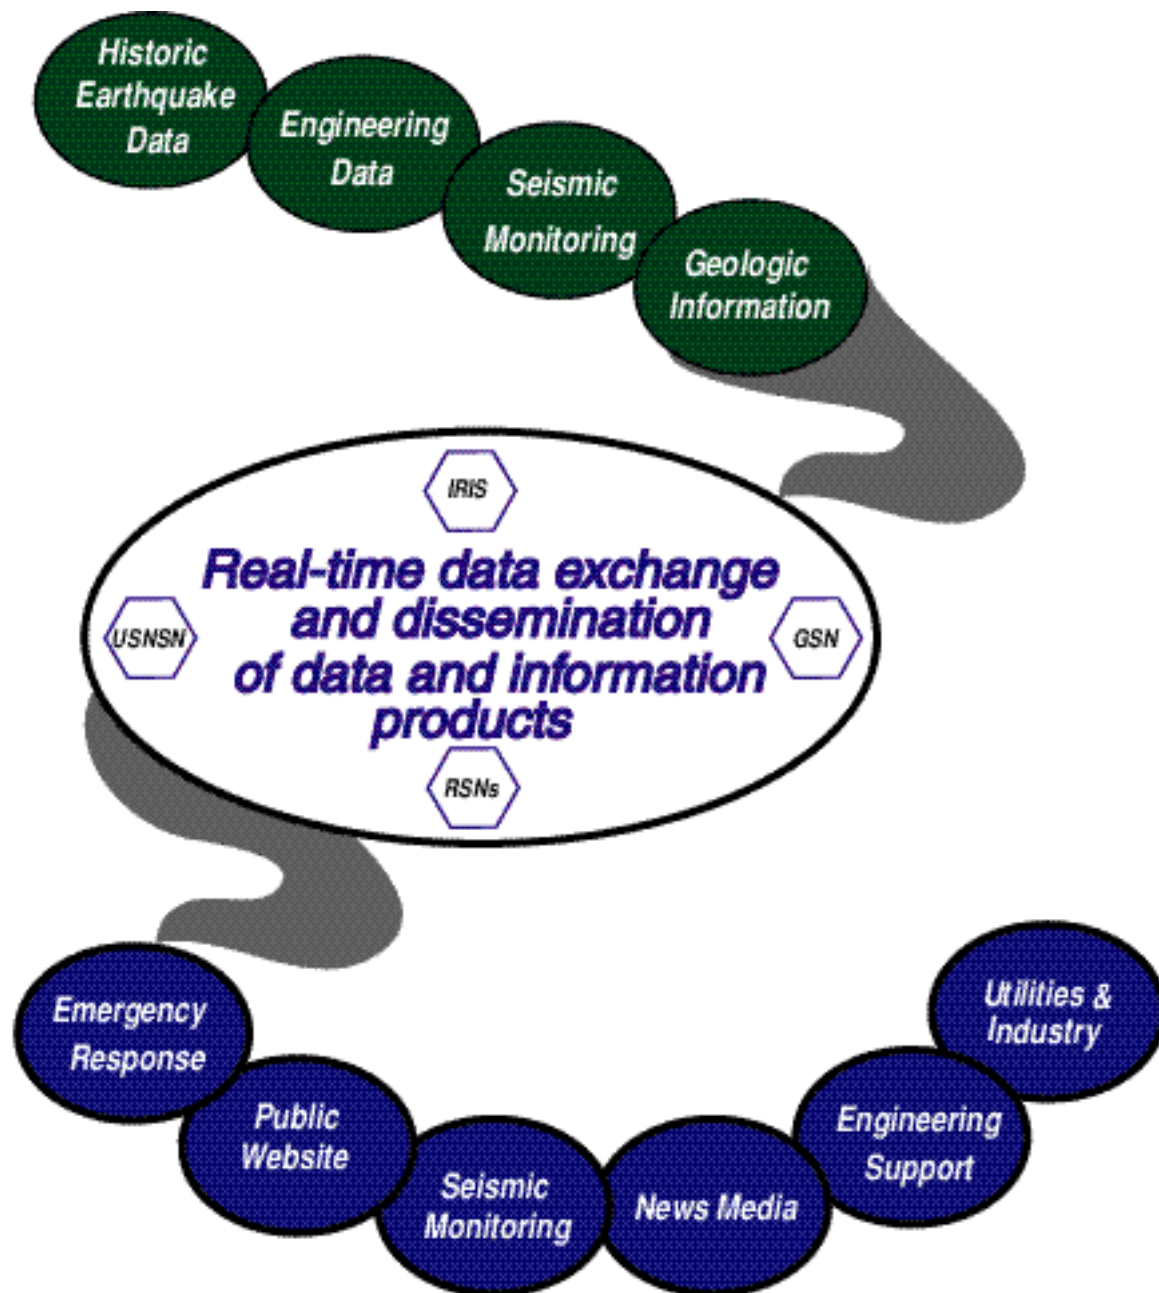 Historic
Earthquake
Data
Engineering
Data
Seismic
Monitoring
Geologic
Information
IRIS
Real-time data exchange
and dissemination
of data and information
products
USNSN
GSN
RSNs
Emergency
Response
Public
Website
Seismic
Monitoring
News Media
Engineering
Support
Utilities &
Industry